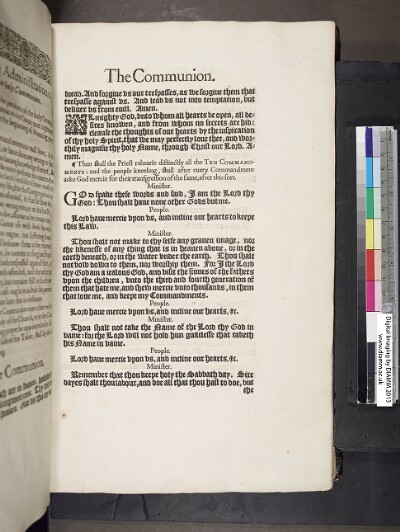 The Communion.
dome. And forgiue vs our trespasses, as we forgiue them that
trespasse against vs. And lead vs not into temptation, but
deliuer vs from euill. Amen.
ALmighty God, vnto whom all hearts be open, all de-
sires knowen, and from whom no secrets are hid:
cleanse the thoughts of our hearts by the inspiration
of thy holy Spirit, that we may perfectly loue thee, and wor-
thily magnifie thy holy Name, through Christ our Lord. A-
men.
¶ Then shall the Priest rehearse distinctly all the TEN COMMAND-
MENTS: and the people kneeling, shall after euery Commandement
aske God mercie for their transgression of the same, after this sort.
Minister.
GOd spake these words and said, I am the Lord thy
God: Thou shalt haue none other Gods but me.
People.
Lord haue mercie vpon vs, and incline our hearts to keepe
this Law.
Minister.
Thou shalt not make to thy selfe any grauen image, nor
the likenesse of any thing that is in heauen aboue, or in the
earth beneath, or in the water vnder the earth. Thou shalt
not bow downe to them, nor worship them. For I the Lord
thy God am a iealous God, and visit the sinnes of the fathers
vpon the children, vnto the third and fourth generation of
them that hate me, and shew mercie vnto thousands, in them
that loue me, and keepe my Commandments.
People.
Lord haue mercie vpon vs, and incline our hearts, &c.
Minister.
Thou shalt not take the Name of the Lord thy God in
vaine: for the Lord will not hold him guiltlesse that taketh
his Name in vaine.
People.
Lord haue mercie vpon vs, and incline our hearts, &c.
Minister.
Remember that thou keepe holy the Sabbath day. Sixe
dayes shalt thou labour, and doe all that thou hast to doe, but
the
Digital Imaging by DIAMM 2013
www.diamm.ac.uk